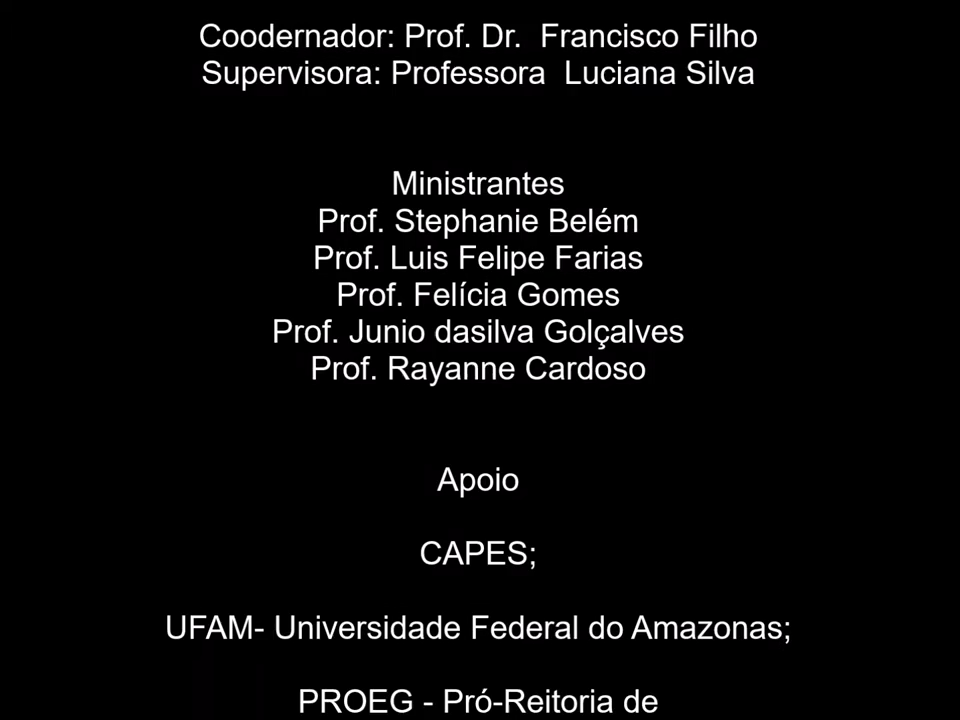 Coodernador: Prof. Dr. Francisco Filho
Supervisora: Professora Luciana Silva
Ministrantes
Prof. Stephanie Belém
Prof. Luis Felipe Farias
Prof. Felícia Gomes
Prof. Junio dasilva Golçalves
Prof. Rayanne Cardoso
Apoio
CAPES;
UFAM- Universidade Federal do Amazonas;
PROEG - Pró-Reitoria de